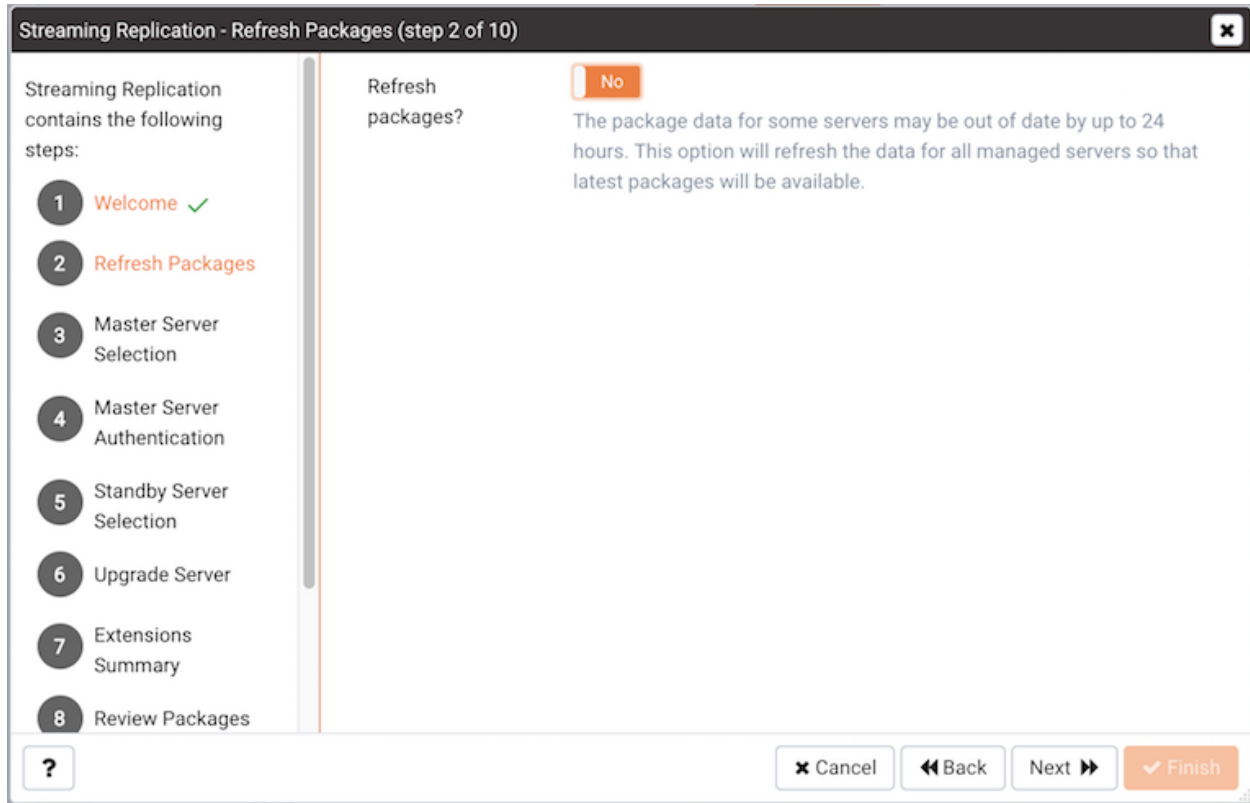 Streaming Replication - Refresh Packages (step 2 of 10)
Streaming Replication
contains the following
steps:
1 Welcome
2 Refresh Packages
3 Master Server
Selection
4 Master Server
Authentication
5 Standby Server
Selection
6 Upgrade Server
7 Extensions
Summary
8 Review Packages
Refresh
packages?
No
The package data for some servers may be out of date by up to 24
hours. This option will refresh the data for all managed servers so that
latest packages will be available.
?
Cancel
Back
Next
Finish